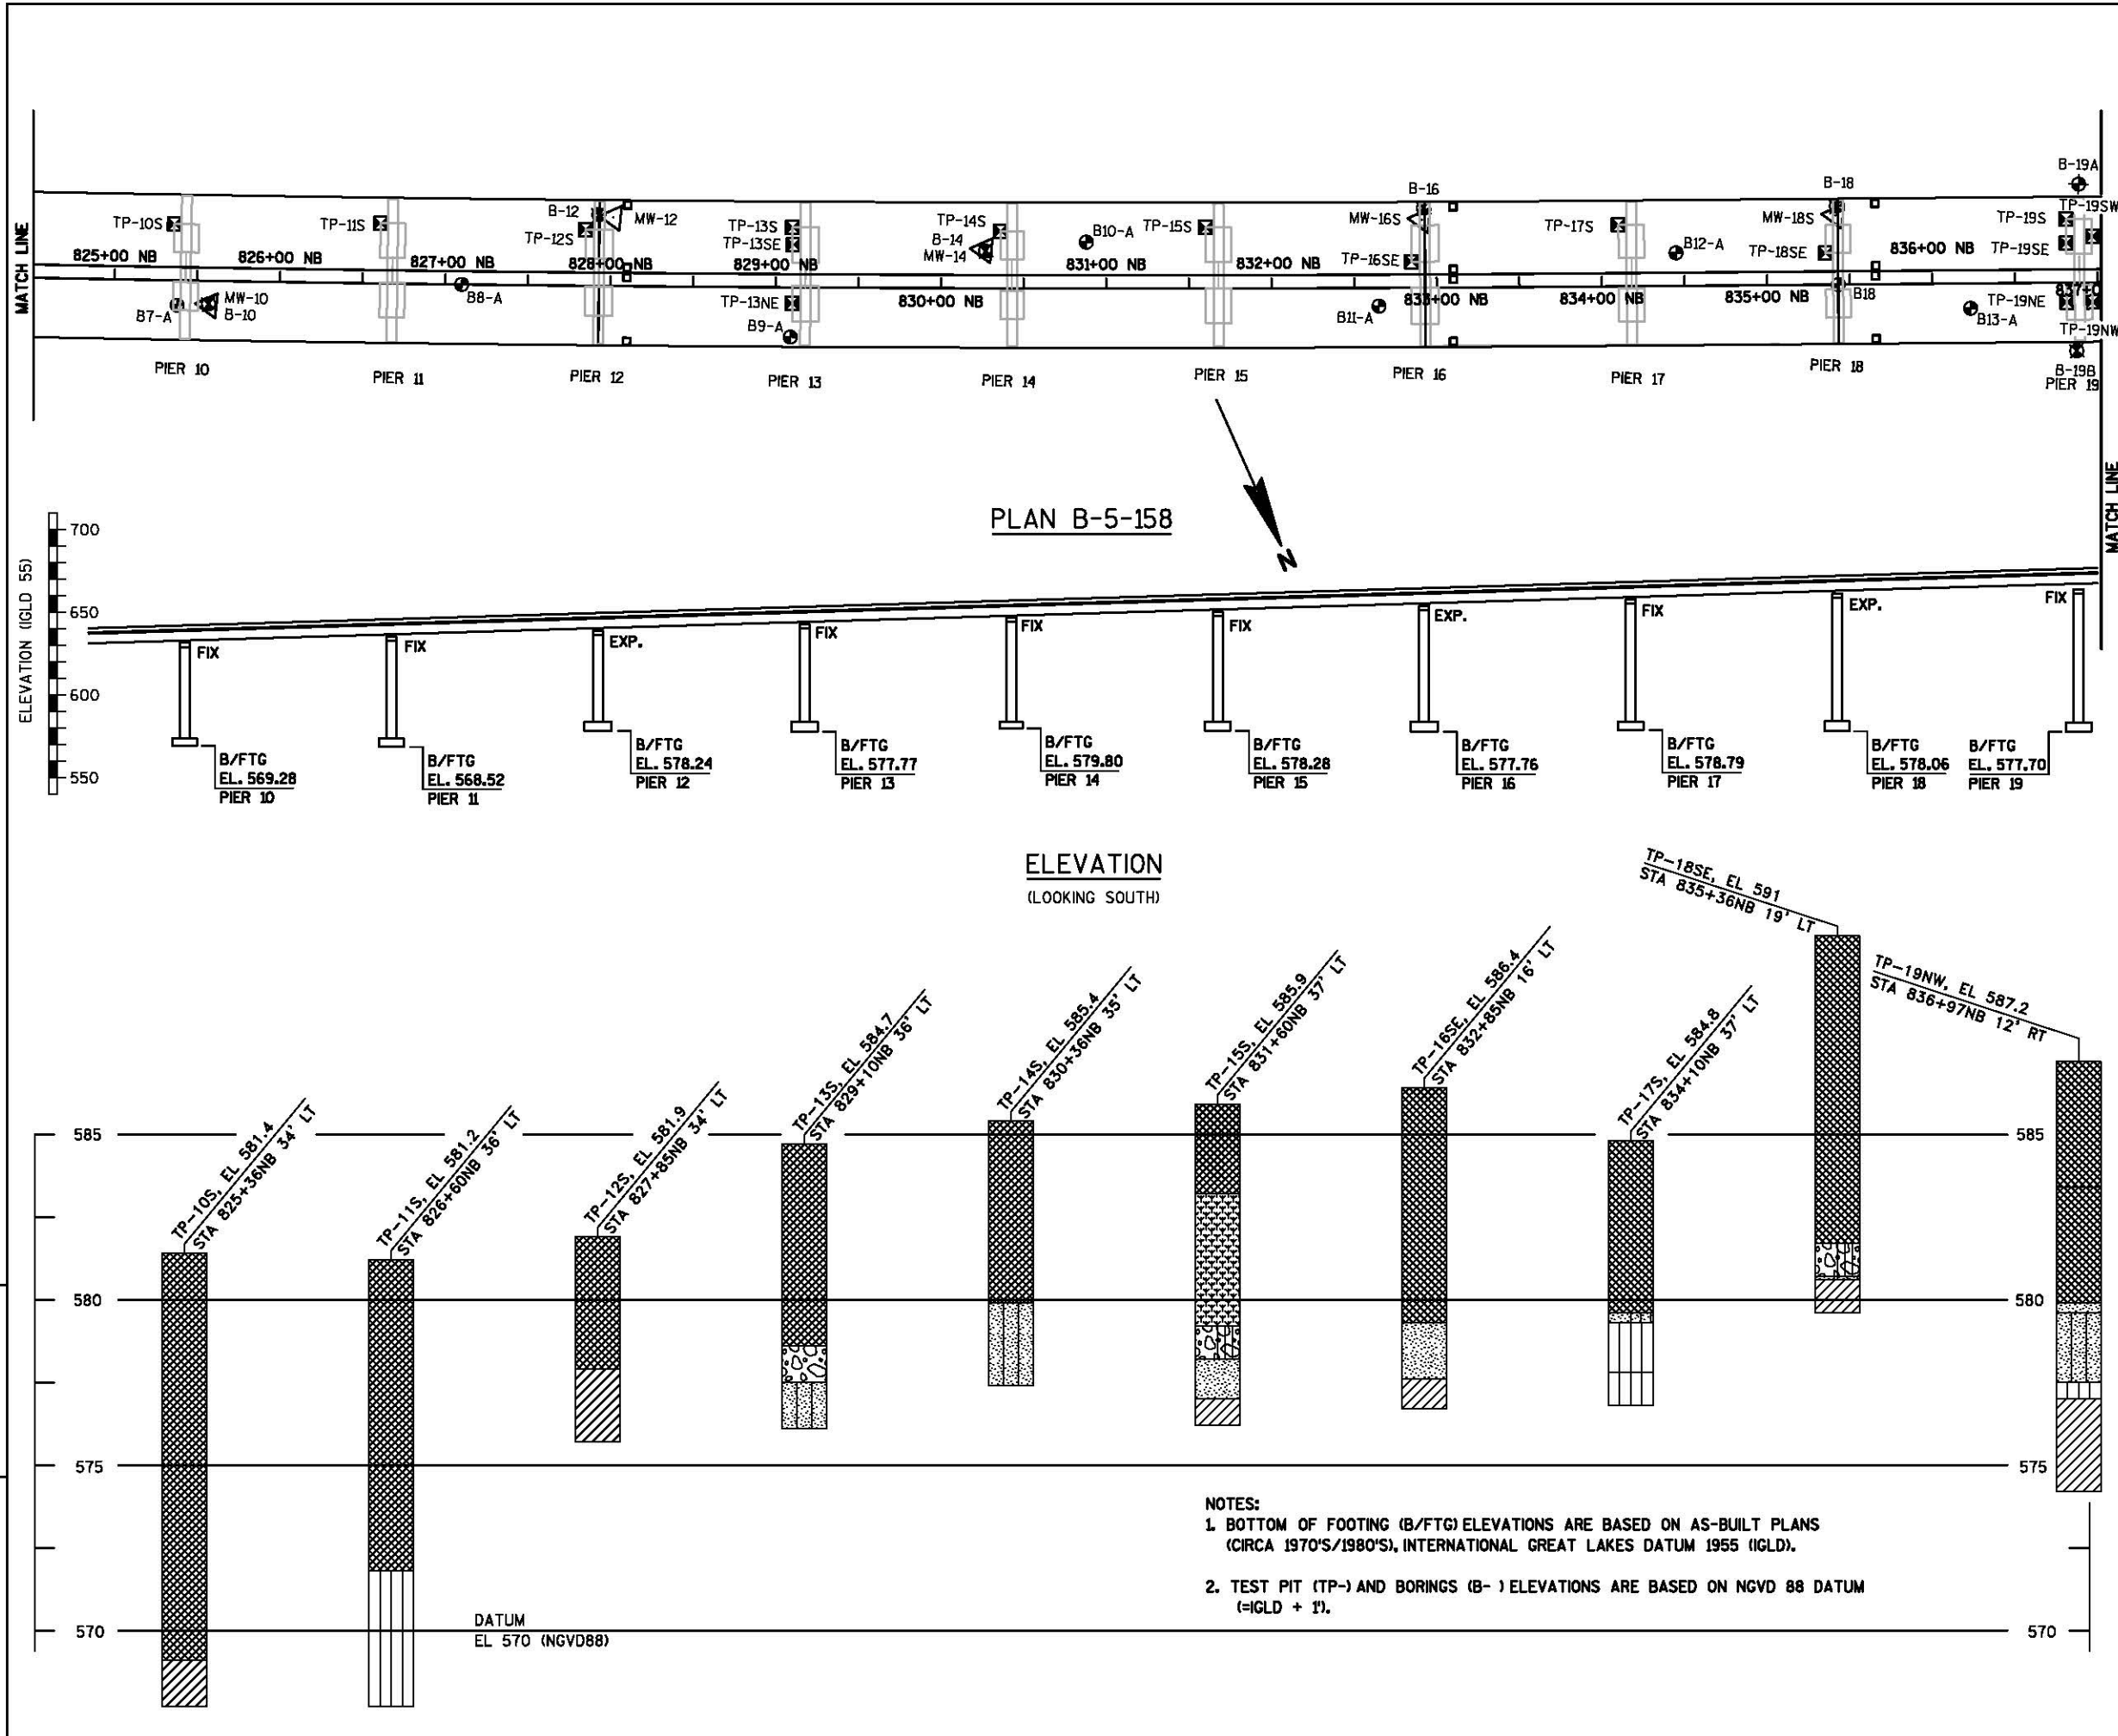 B-19A
B-16
B-18
TP-19SW
TP-10S
TP-11S
B-12
MW-12
TP-12S
TP-13S
TP-13SE
TP-14S
B-14
MW-14
B10-A
TP-15S
MW-16S
TP-16SE
TP-17S
B12-A
MW-18S
TP-18SE
TP-19S
TP-19SE
MATCH LINE
825+00 NB
826+00 NB
827+00 NB
828+00 NB
829+00 NB
830+00 NB
831+00 NB
832+00 NB
833+00 NB
834+00 NB
835+00 NB
836+00 NB
837+0
B7-A
MW-10
B-10
B8-A
TP-13NE
B9-A
B11-A
B18
B13-A
TP-19NE
TP-19NW
B-19B
PIER 10
PIER 11
PIER 12
PIER 13
PIER 14
PIER 15
PIER 16
PIER 17
PIER 18
PIER 19
MATCH LINE
PLAN B-5-158
N
ELEVATION (IGLD 55)
700
650
600
550
FIX
FIX
EXP.
FIX
FIX
FIX
EXP.
FIX
EXP.
FIX
B/FTG
EL. 569.28
PIER 10
B/FTG
EL. 568.52
PIER 11
B/FTG
EL. 578.24
PIER 12
B/FTG
EL. 577.77
PIER 13
B/FTG
EL. 579.80
PIER 14
B/FTG
EL. 578.28
PIER 15
B/FTG
EL. 577.76
PIER 16
B/FTG
EL. 578.79
PIER 17
B/FTG
EL. 578.06
PIER 18
B/FTG
EL. 577.70
PIER 19
ELEVATION
(LOOKING SOUTH)
TP-10S, EL 581.4
STA 825+36NB 34' LT
TP-11S, EL 581.2
STA 826+60NB 36' LT
TP-12S, EL 581.9
STA 827+85NB 34' LT
TP-13S, EL 584.7
STA 829+10NB 36' LT
TP-14S, EL 585.4
STA 830+36NB 35' LT
TP-15S, EL 585.9
STA 831+60NB 37' LT
TP-16SE, EL 586.4
STA 832+85NB 16' LT
TP-17S, EL 584.8
STA 834+10NB 37' LT
TP-18SE, EL 591
STA 835+36NB 19' LT
TP-19NW, EL 587.2
STA 836+97NB 12' RT
585
585
580
580
575
575
570
570
DATUM
EL 570 (NGVD88)
NOTES:
1. BOTTOM OF FOOTING (B/FTG) ELEVATIONS ARE BASED ON AS-BUILT PLANS
(CIRCA 1970'S/1980'S), INTERNATIONAL GREAT LAKES DATUM 1955 (IGLD).
2. TEST PIT (TP-) AND BORINGS (B- ) ELEVATIONS ARE BASED ON NGVD 88 DATUM
(=IGLD + 1').